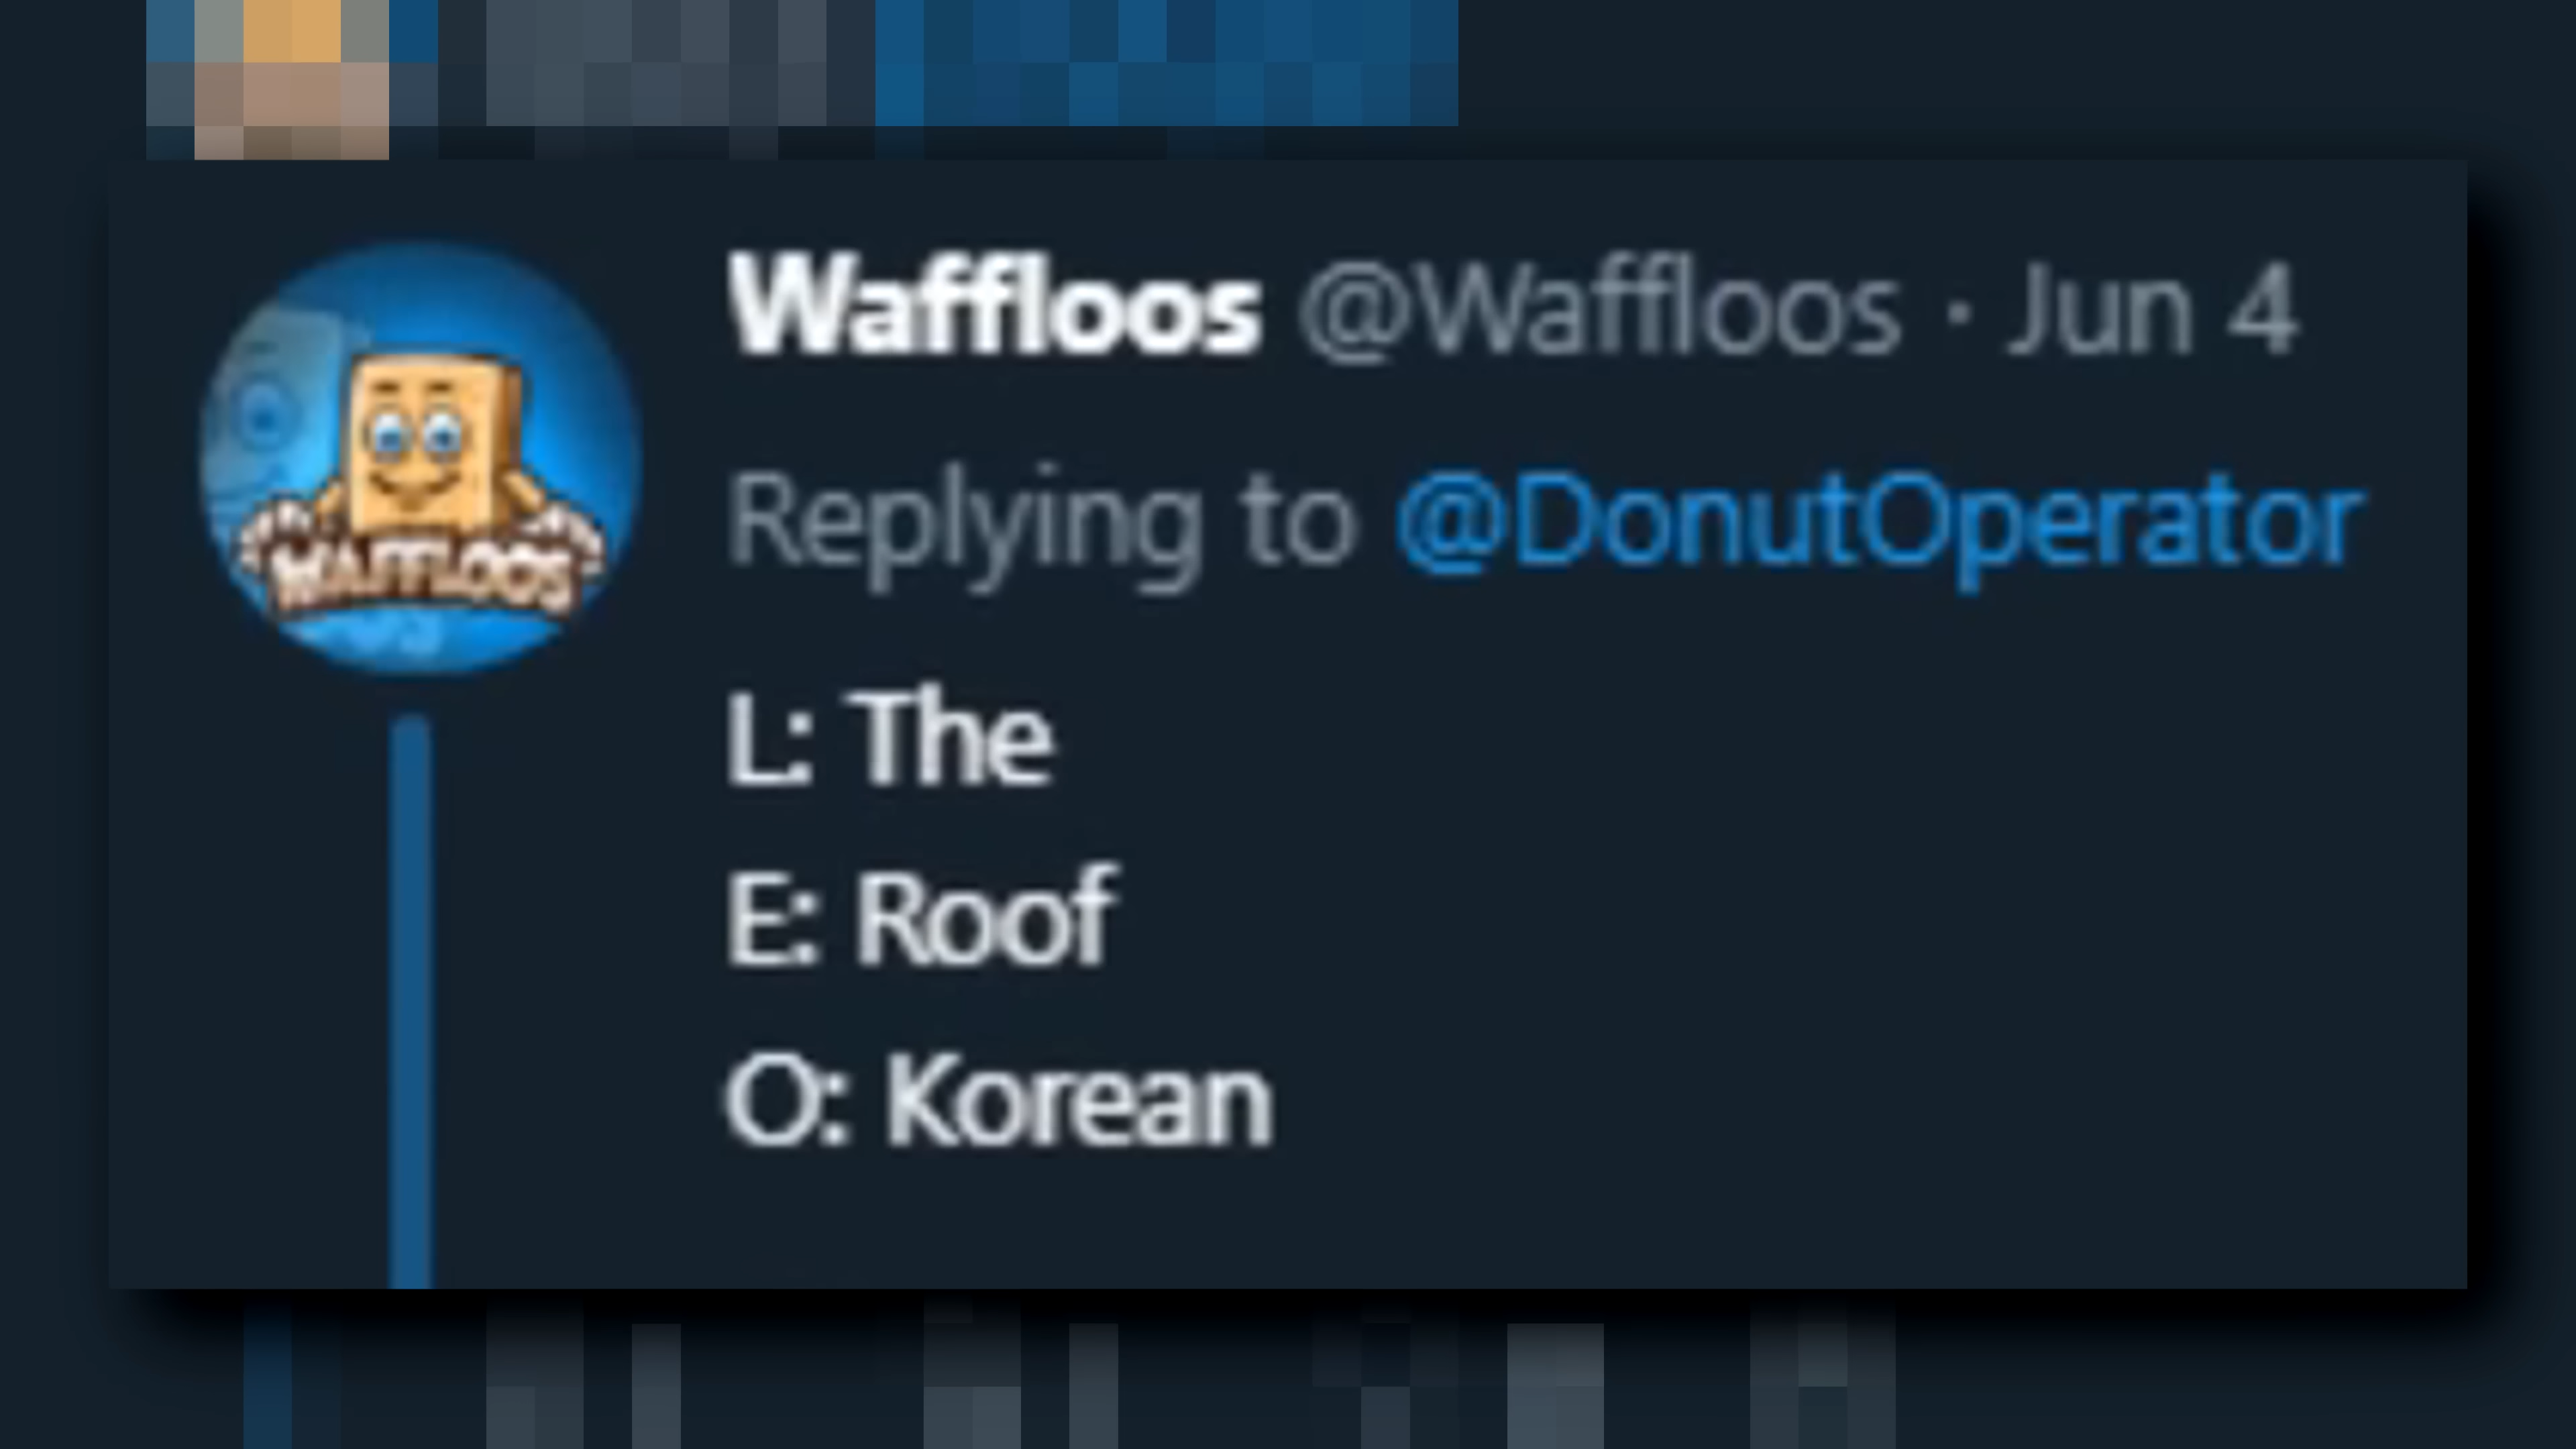 Waffloos @Waffloos · Jun 4
Replying to @DonutOperator
WAFFLOOS
L: The
E: Roof
O: Korean